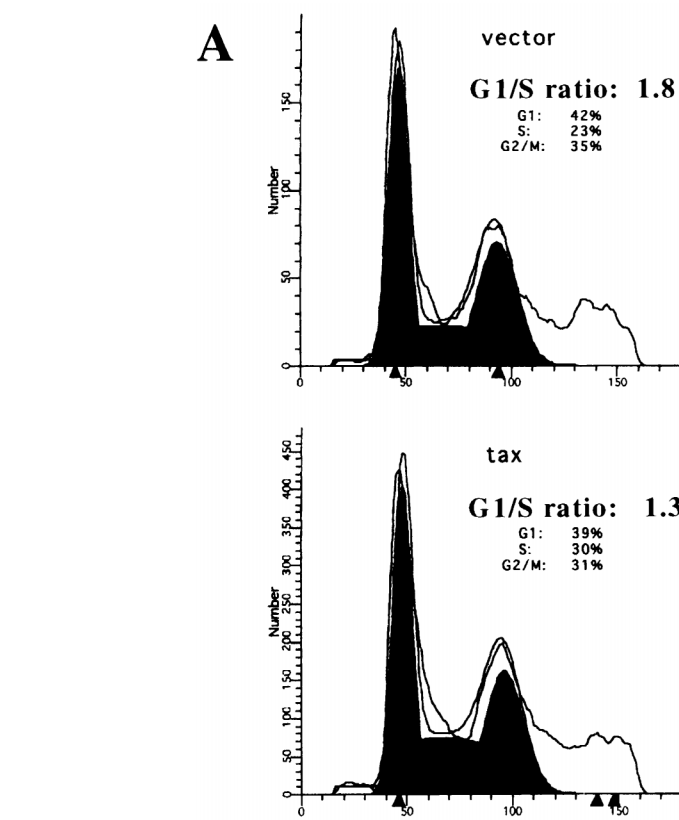 A
vector
G1/S ratio: 1.8
G1: 42%
S: 23%
G2/M: 35%
Number
150
100
50
0
0 50 100 150
tax
G1/S ratio: 1.3
G1: 39%
S: 30%
G2/M: 31%
Number
450
400
350
300
250
200
150
100
50
0
0 50 100 150